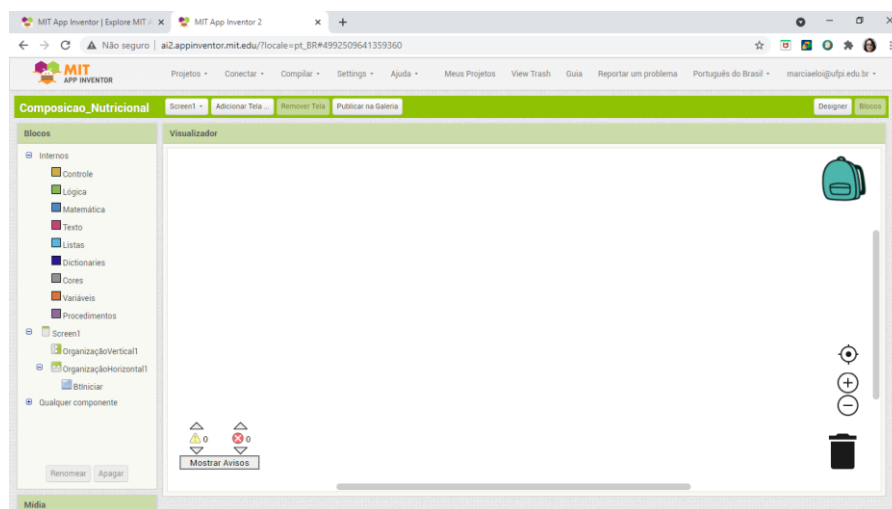 MIT App Inventor | Explore MIT A
MIT App Inventor 2
Não seguro | ai2.appinventor.mit.edu/?locale=pt_BR#4992509641359360
MIT
APP INVENTOR
Projetos
Conectar
Compilar
Settings
Ajuda
Meus Projetos
View Trash
Guia
Reportar um problema
Português do Brasil
marciaeloi@ufpi.edu.br
Composicao_Nutricional
Screen1
Adicionar Tela ...
Remover Tela
Publicar na Galeria
Designer
Blocos
Blocos
Visualizador
Internos
Controle
Lógica
Matemática
Texto
Listas
Dictionaries
Cores
Variáveis
Procedimentos
Screen1
OrganizaçãoVertical1
OrganizaçãoHorizontal1
BtIniciar
Qualquer componente
0
0
Mostrar Avisos
Renomear
Apagar
Mídia